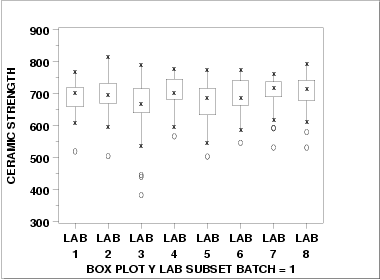 900
800
700
600
500
400
300
CERAMIC STRENGTH
LAB LAB LAB LAB LAB LAB LAB LAB
1 2 3 4 5 6 7 8
BOX PLOT Y LAB SUBSET BATCH = 1